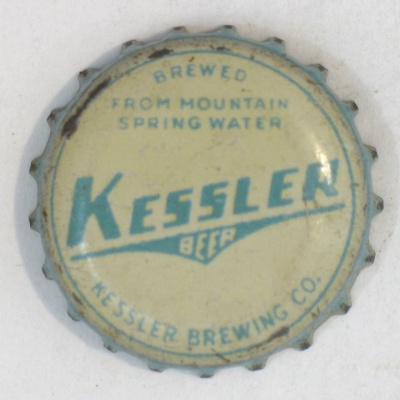 BREWED
FROM MOUNTAIN
SPRING WATER
KESSLER
BEER
KESSLER BREWING CO.